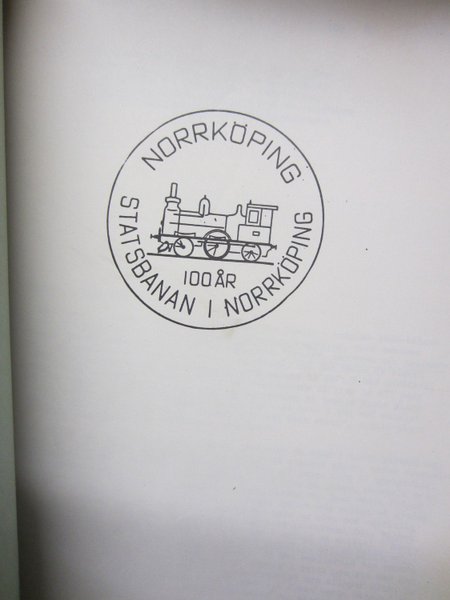 NORRKÖPING
100 ÅR
STATSBANAN I NORRKÖPING